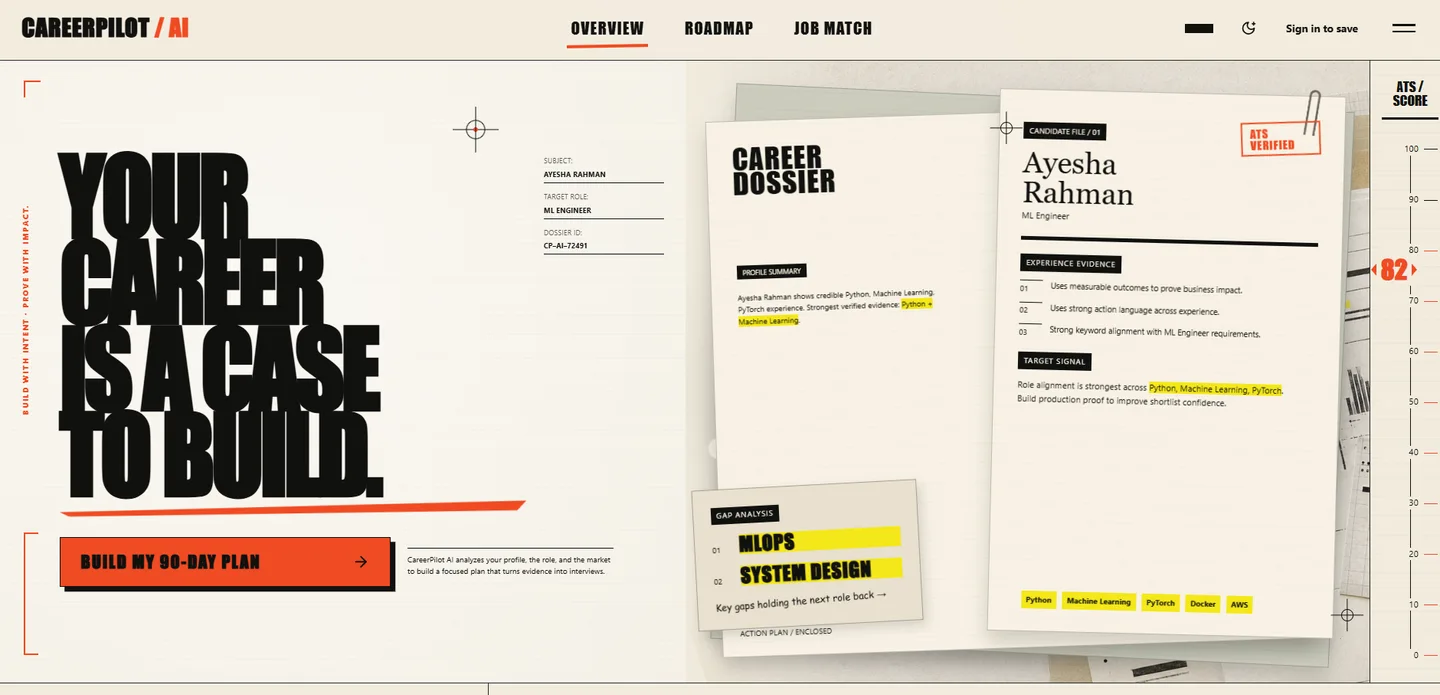 CAREERPILOT / AI
OVERVIEW
ROADMAP
JOB MATCH
Sign in to save
BUILD WITH INTENT · PROVE WITH IMPACT.
YOUR
CAREER
IS A CASE
TO BUILD.
SUBJECT:
AYESHA RAHMAN
TARGET ROLE:
ML ENGINEER
DOSSIER ID:
CP-AI-72491
BUILD MY 90-DAY PLAN →
CareerPilot AI analyzes your profile, the role, and the market
to build a focused plan that turns evidence into interviews.
CAREER
DOSSIER
PROFILE SUMMARY
Ayesha Rahman shows credible Python, Machine Learning,
PyTorch experience. Strongest verified evidence: Python +
Machine Learning.
GAP ANALYSIS
01 MLOPS
02 SYSTEM DESIGN
Key gaps holding the next role back →
ACTION PLAN / ENCLOSED
CANDIDATE FILE / 01
ATS
VERIFIED
Ayesha
Rahman
ML Engineer
EXPERIENCE EVIDENCE
01 Uses measurable outcomes to prove business impact.
02 Uses strong action language across experience.
03 Strong keyword alignment with ML Engineer requirements.
TARGET SIGNAL
Role alignment is strongest across Python, Machine Learning, PyTorch.
Build production proof to improve shortlist confidence.
Python
Machine Learning
PyTorch
Docker
AWS
ATS /
SCORE
100
90
80
82
70
60
50
40
30
20
10
0